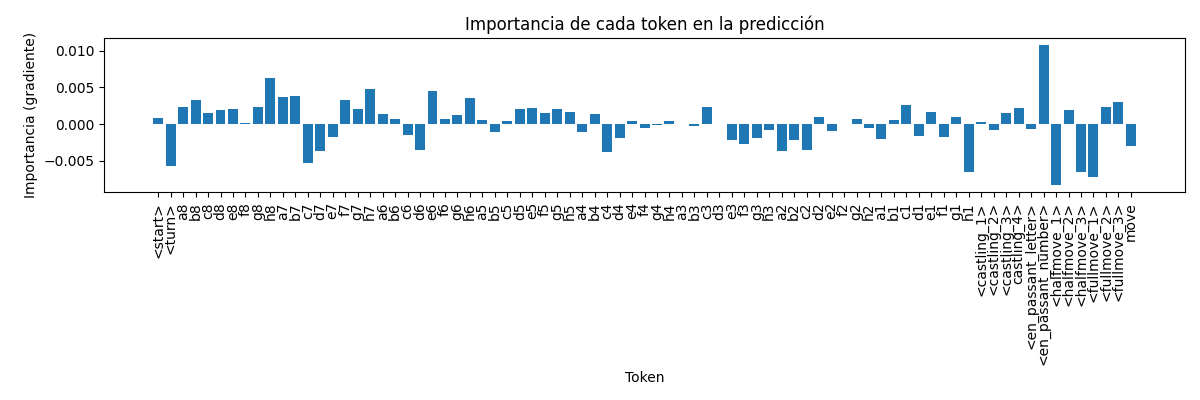 Importancia de cada token en la predicción
Importancia (gradiente)
0.010
0.005
0.000
−0.005
<start>
<turn>
a8
b8
c8
d8
e8
f8
g8
h8
a7
b7
c7
d7
e7
f7
g7
h7
a6
b6
c6
d6
e6
f6
g6
h6
a5
b5
c5
d5
e5
f5
g5
h5
a4
b4
c4
d4
e4
f4
g4
h4
a3
b3
c3
d3
e3
f3
g3
h3
a2
b2
c2
d2
e2
f2
g2
h2
a1
b1
c1
d1
e1
f1
g1
h1
<castling_1>
<castling_2>
<castling_3>
castling_4>
<en_passant_letter>
<en_passant_number>
<halfmove_1>
<halfmove_2>
<halfmove_3>
<fullmove_1>
<fullmove_2>
<fullmove_3>
move
Token